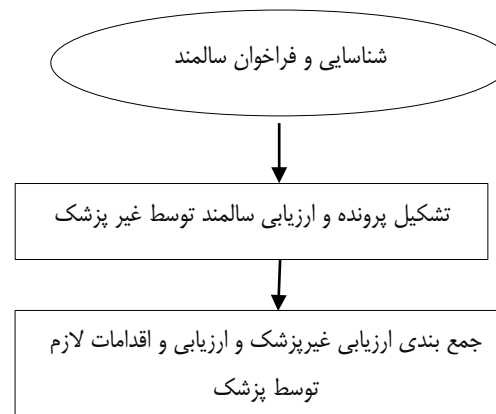 شناسایی و فراخوان سالمند
تشکیل پرونده و ارزیابی سالمند توسط غیر پزشک
جمع بندی ارزیابی غیرپزشک و ارزیابی و اقدامات لازم
توسط پزشک